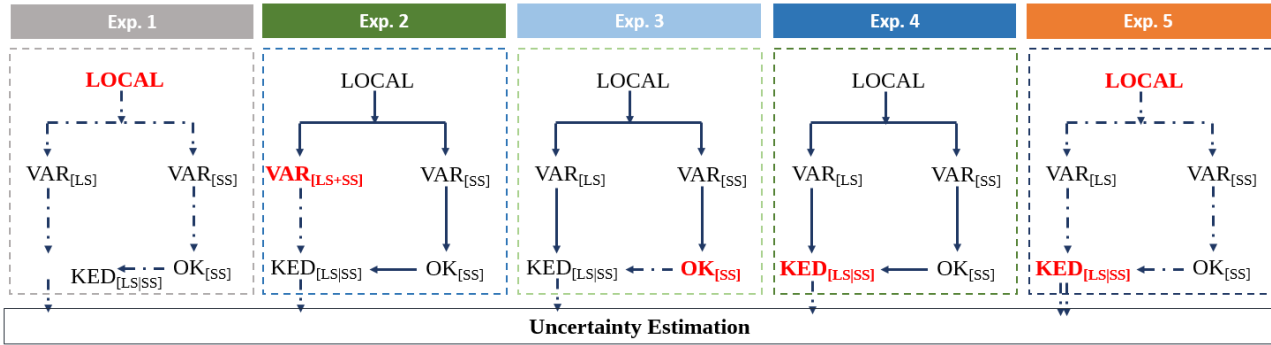 Exp. 1 Exp. 2 Exp. 3 Exp. 4 Exp. 5
LOCAL LOCAL LOCAL LOCAL LOCAL
VAR[LS] VAR[SS] VAR[LS+SS] VAR[SS] VAR[LS] VAR[SS] VAR[LS] VAR[SS] VAR[LS] VAR[SS]
KED[LS|SS] OK[SS] KED[LS|SS] OK[SS] KED[LS|SS] OK[SS] KED[LS|SS] OK[SS] KED[LS|SS] OK[SS]
Uncertainty Estimation